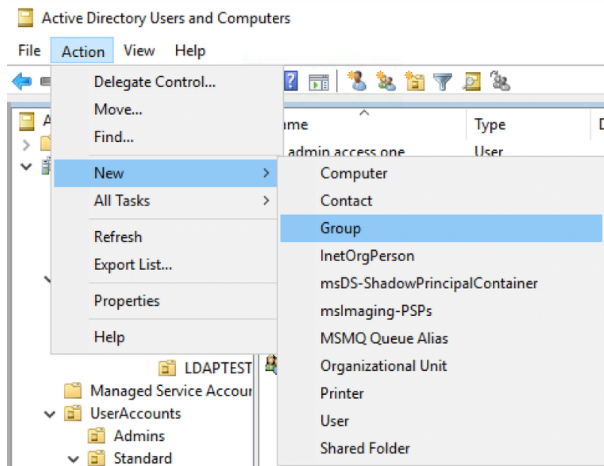 Active Directory Users and Computers
File Action View Help
Delegate Control...
Move...
Find...
New
All Tasks
Refresh
Export List...
Properties
Help
Type
admin access one User
Computer
Contact
Group
InetOrgPerson
msDS-ShadowPrincipalContainer
msImaging-PSPs
MSMQ Queue Alias
Organizational Unit
Printer
User
Shared Folder
LDAPTEST
Managed Service Accour
UserAccounts
Admins
Standard